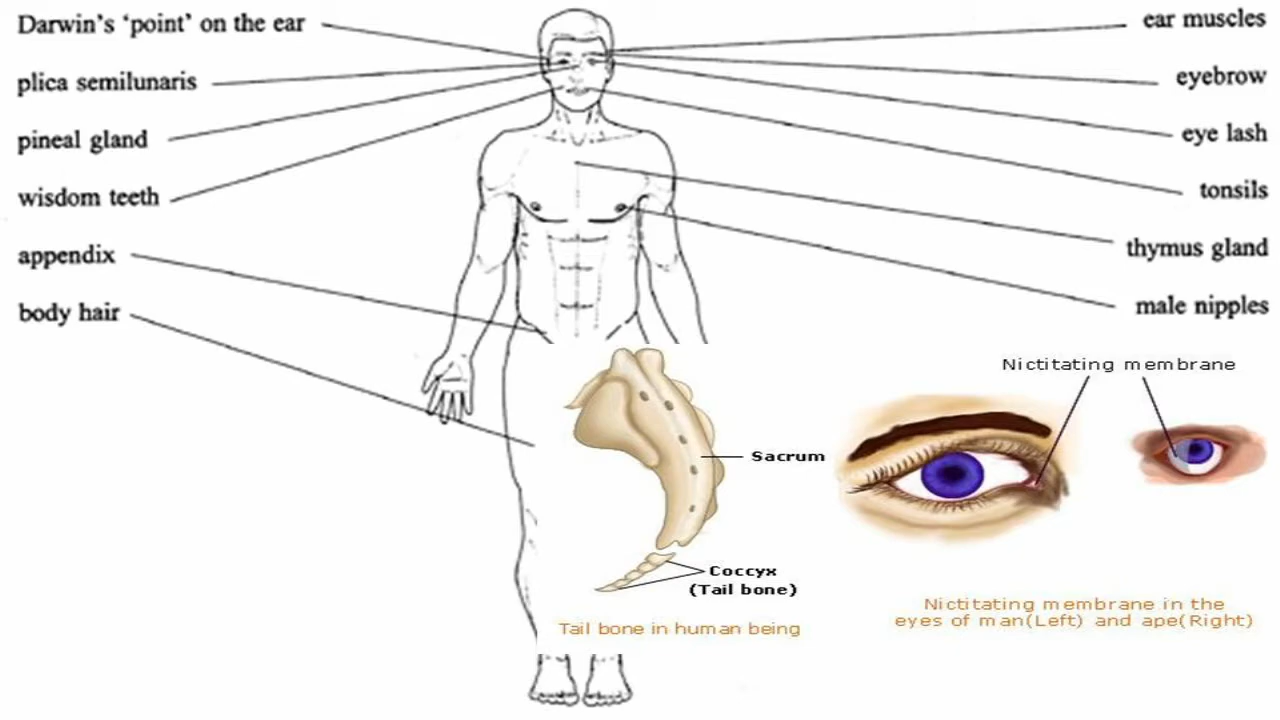 Darwin's 'point' on the ear
plica semilunaris
pineal gland
wisdom teeth
appendix
body hair
ear muscles
eyebrow
eye lash
tonsils
thymus gland
male nipples
Sacrum
Coccyx
(Tail bone)
Tail bone in human being
Nictitating membrane
Nictitating membrane in the
eyes of man(Left) and ape(Right)